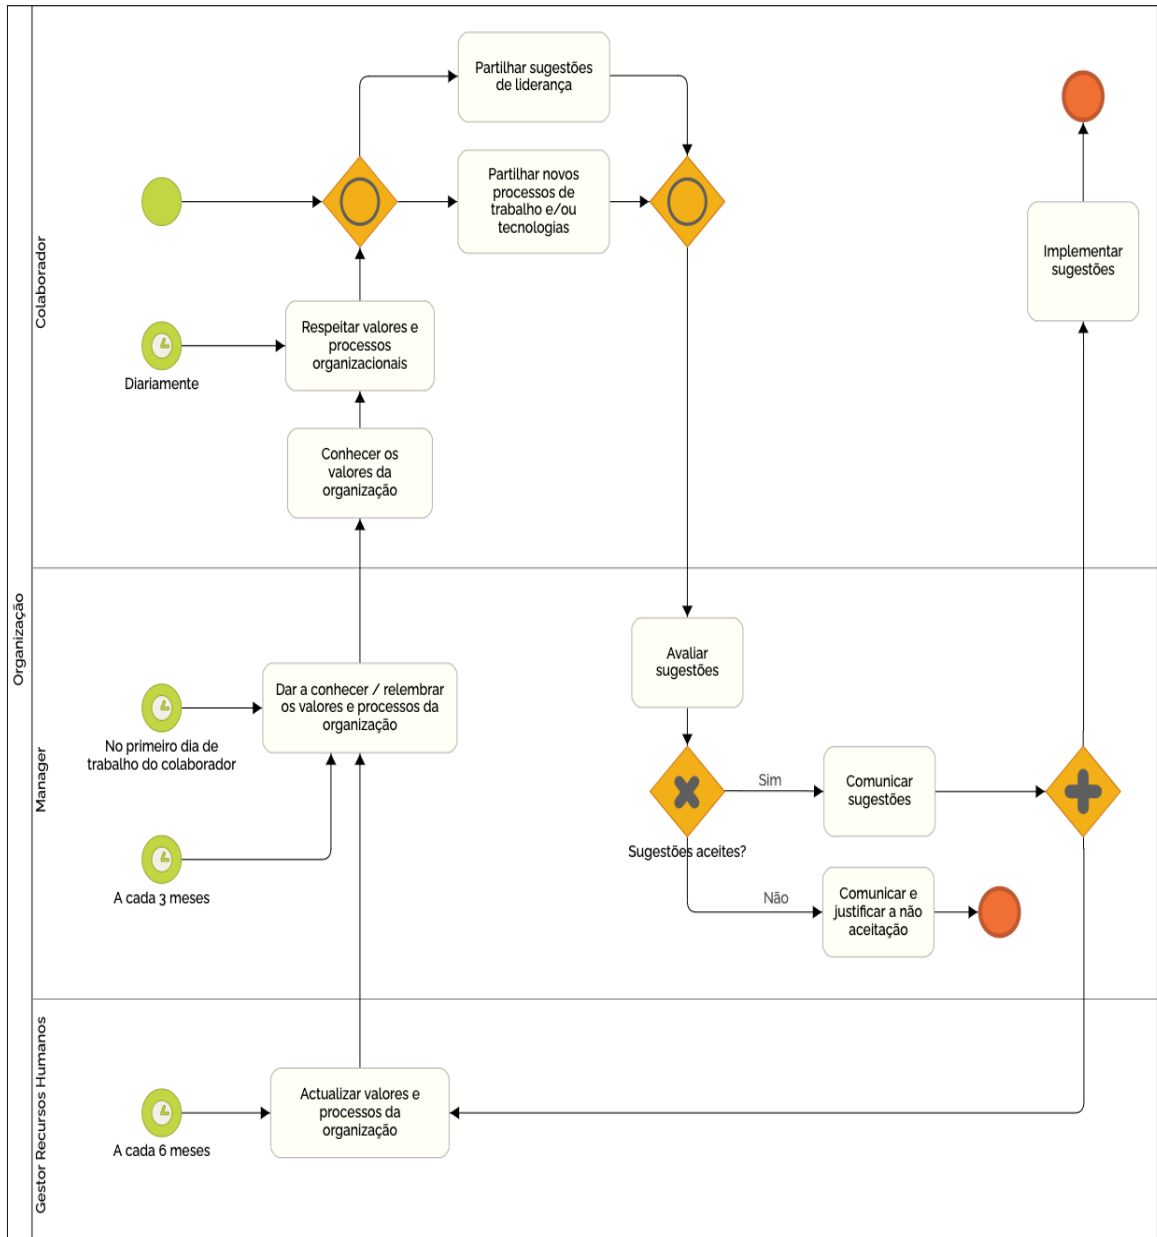 Organização
Colaborador
Partilhar sugestões
de liderança
Partilhar novos
processos de
trabalho e/ou
tecnologias
Implementar
sugestões
Respeitar valores e
processos
organizacionais
Diariamente
Conhecer os
valores da
organização
Manager
Avaliar
sugestões
Dar a conhecer / relembrar
os valores e processos da
organização
No primeiro dia de
trabalho do colaborador
Sim
Comunicar
sugestões
Sugestões aceites?
A cada 3 meses
Não
Comunicar e
justificar a não
aceitação
Gestor Recursos Humanos
Actualizar valores e
processos da
organização
A cada 6 meses